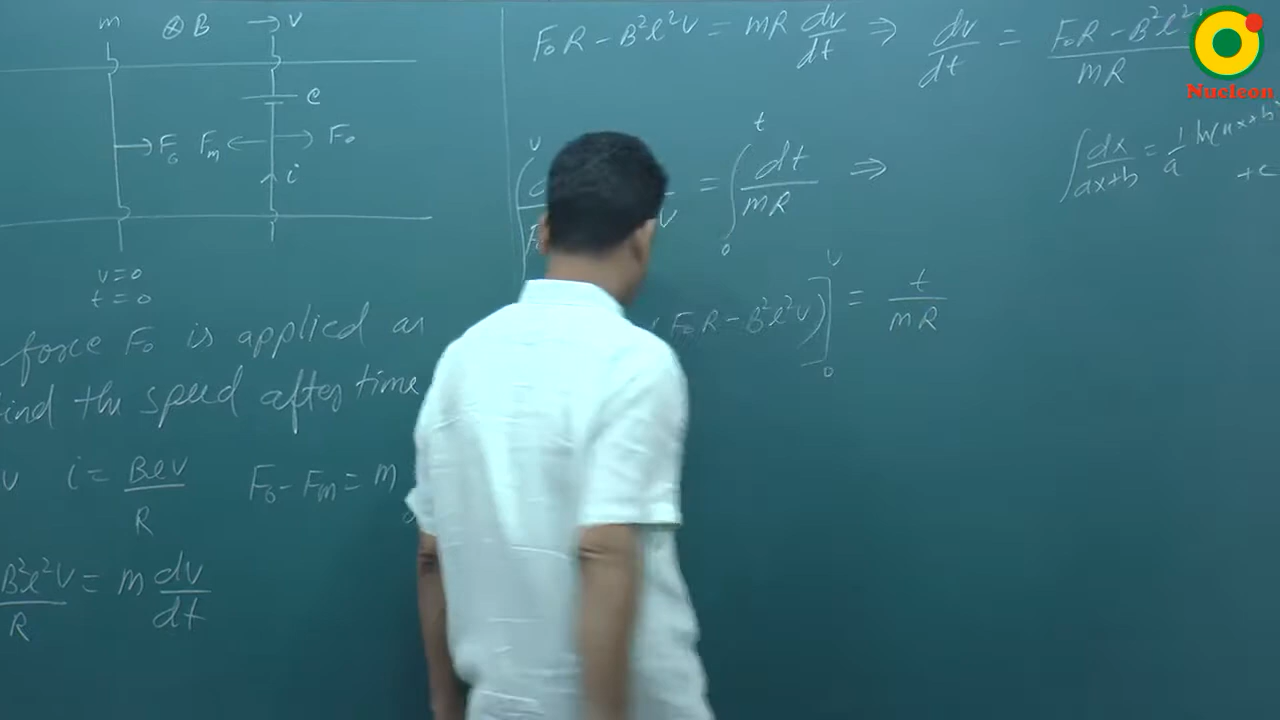 m ⊗B → v
e
→ F₀ Fₘ ← → F₀
i
v=0
t=0
force F₀ is applied
find the speed after time
v i = Bℓv/R F₀ - Fₘ = m
B²ℓ²v/R = m dv/dt
F₀R - B²ℓ²v = mR dv/dt ⇒ dv/dt = F₀R - B²ℓ²/mR
v
= ∫₀ᵗ dt/mR ⇒
∫ dx/ax+b = 1/a ln(ax+b) + c
(F₀R - B²ℓ²v)]₀ᵛ = t/mR
Nucleon